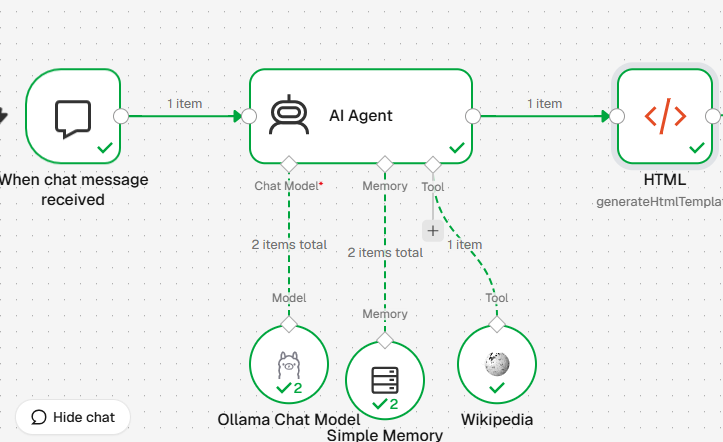 1 item
AI Agent
1 item
When chat message
received
HTML
Chat Model*
Memory
Tool
2 items total
2 items total
1 item
Model
Memory
Tool
2
2
Ollama Chat Model
Simple Memory
Wikipedia
Hide chat